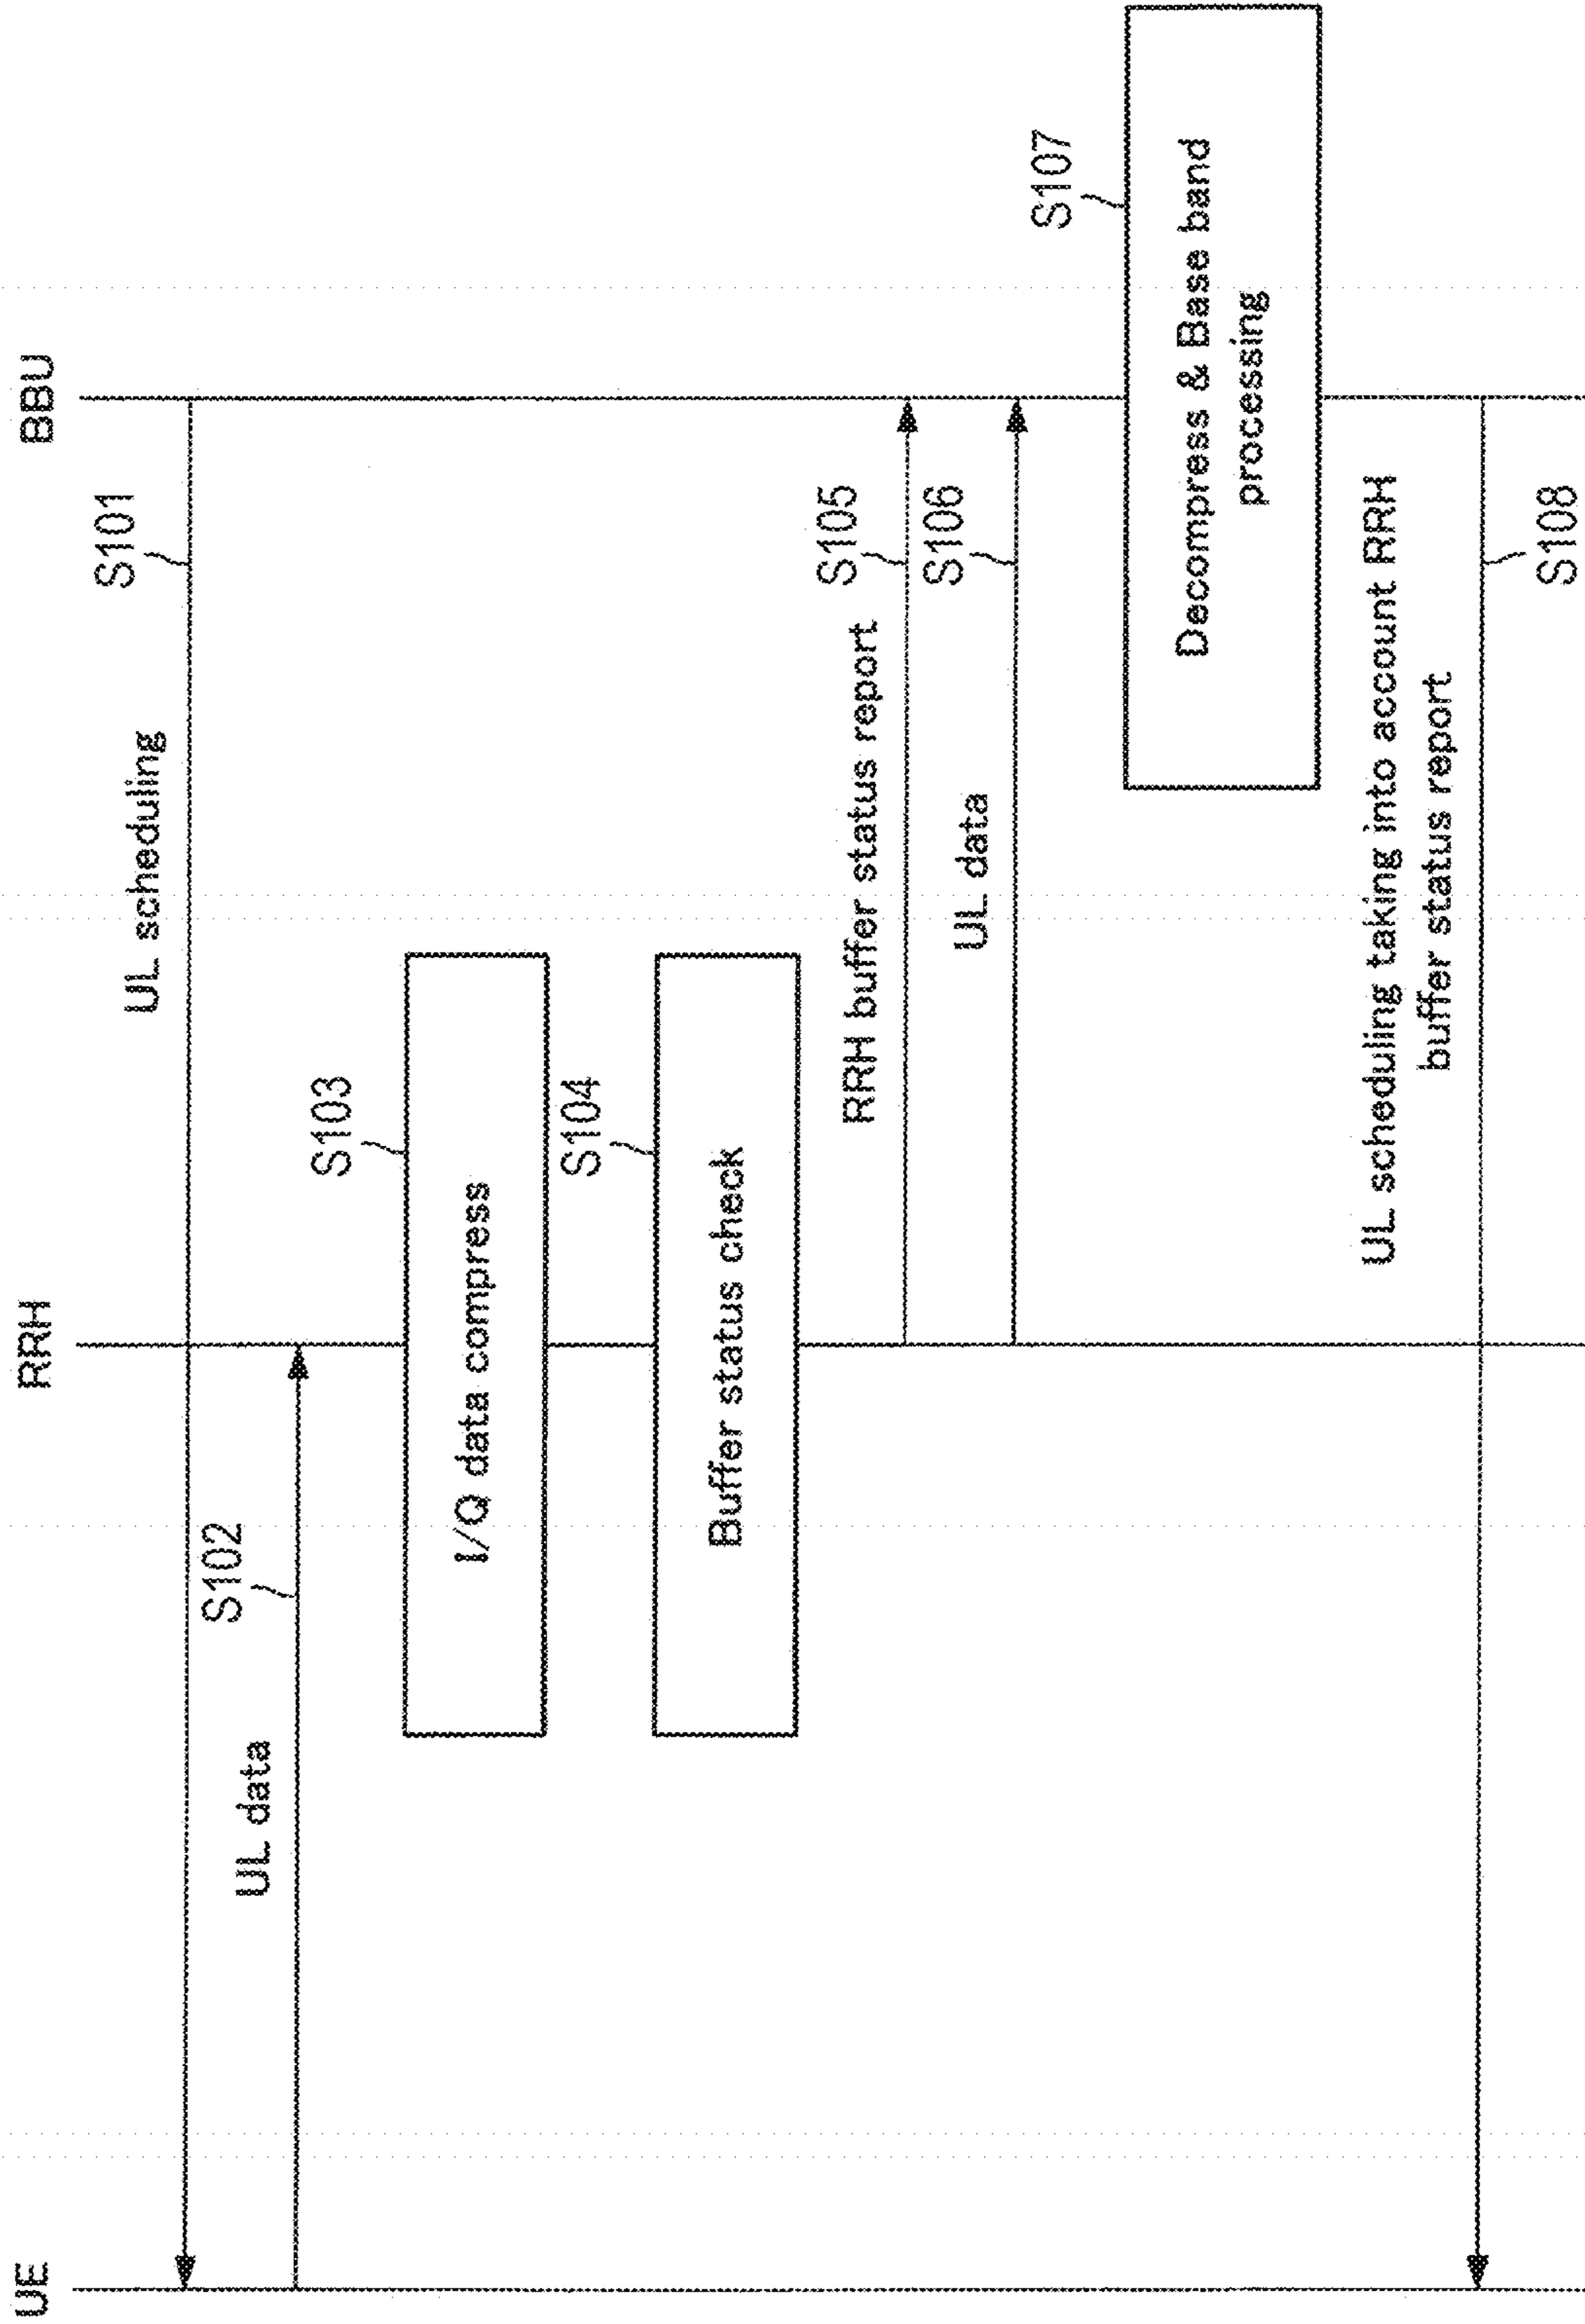 UE
RRH
BBU
S101
UL scheduling
S102
UL data
S103
I/Q data compress
S104
Buffer status check
RRH buffer status report
S105
UL data
S106
S107
Decompress & Base band
processing
UL scheduling taking into account RRH
buffer status report
S108